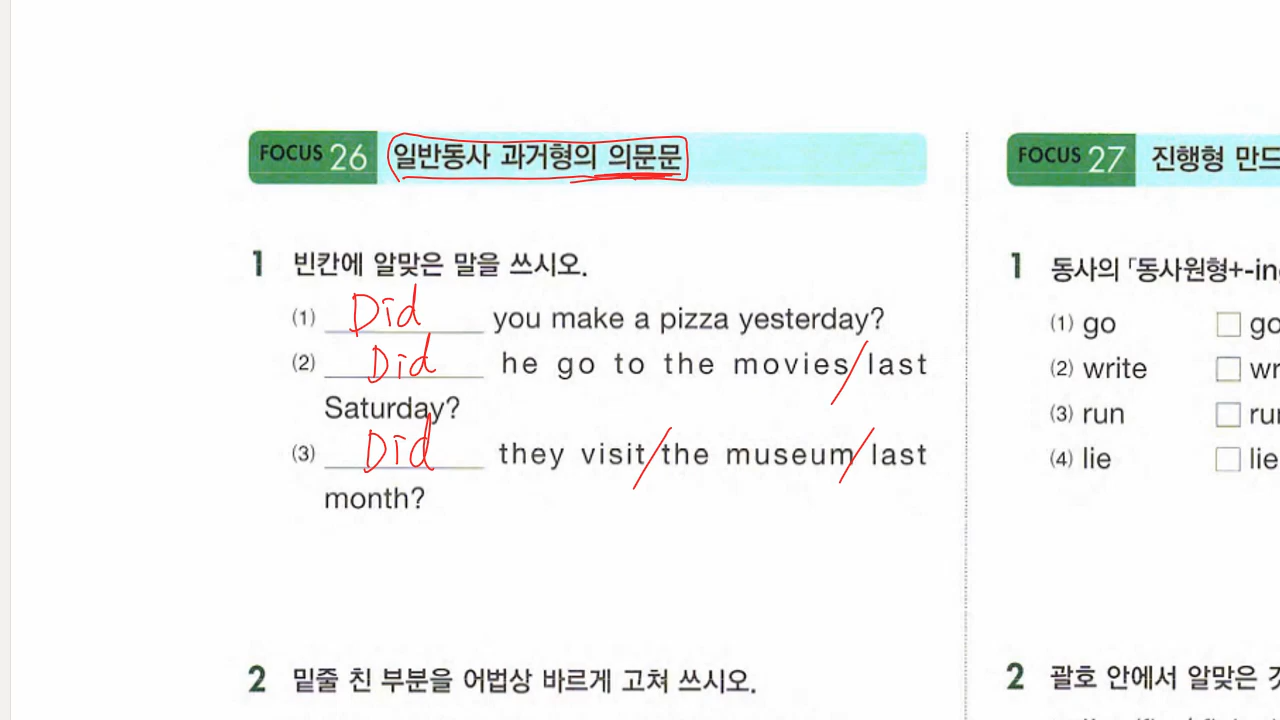 FOCUS 26 일반동사 과거형의 의문문
1 빈칸에 알맞은 말을 쓰시오.
(1) Did you make a pizza yesterday?
(2) Did he go to the movies/last
Saturday?
(3) Did they visit/the museum/last
month?
2 밑줄 친 부분을 어법상 바르게 고쳐 쓰시오.
FOCUS 27 진행형
1 동사의 「동사원형+-ing
(1) go go
(2) write wr
(3) run
(4) lie lie
2 괄호 안에서 알맞은